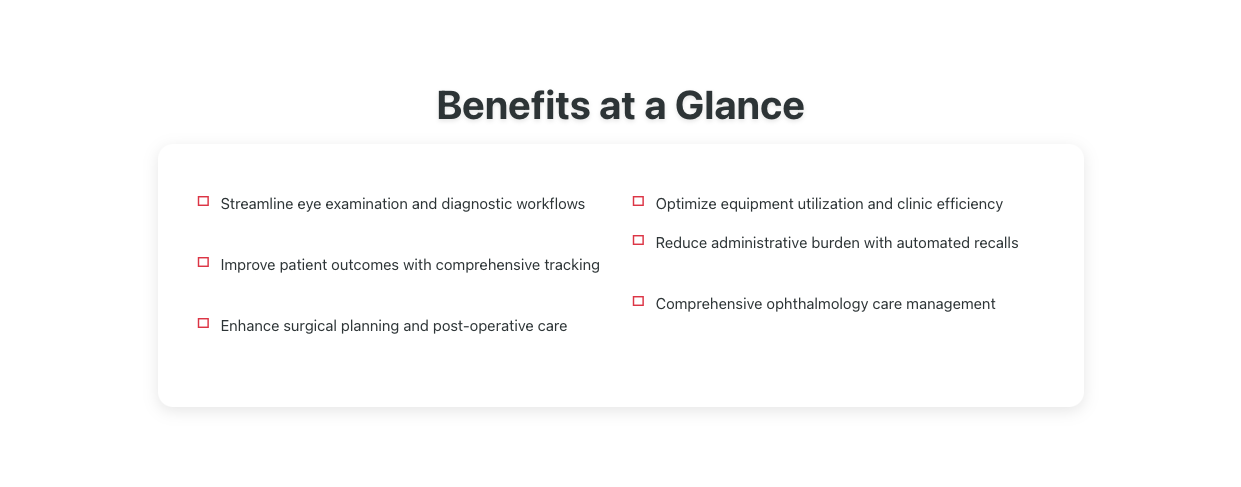 Benefits at a Glance
Streamline eye examination and diagnostic workflows
Improve patient outcomes with comprehensive tracking
Enhance surgical planning and post-operative care
Optimize equipment utilization and clinic efficiency
Reduce administrative burden with automated recalls
Comprehensive ophthalmology care management